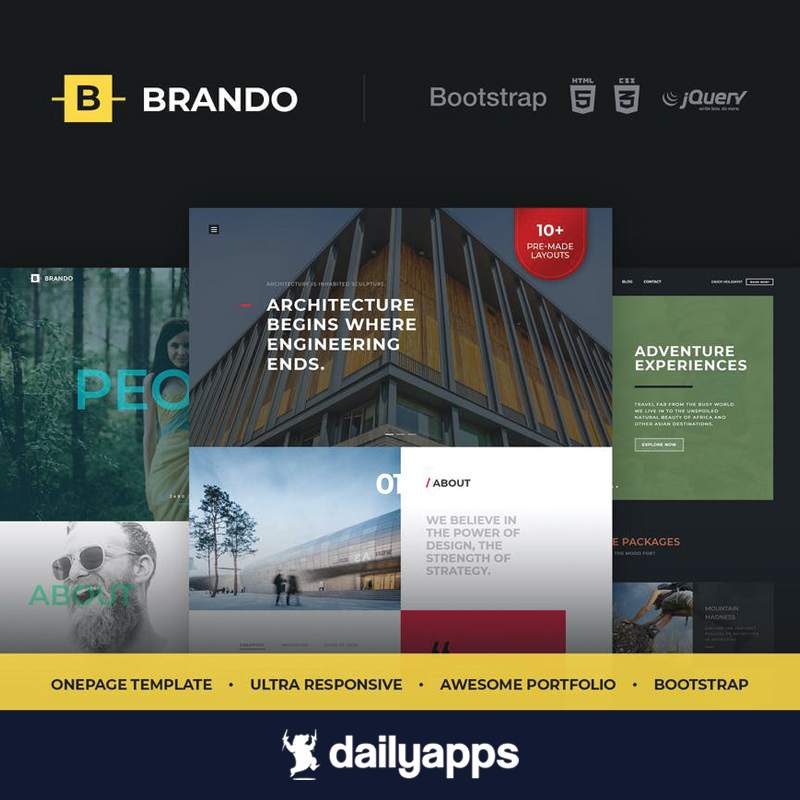 B BRANDO
Bootstrap
HTML
5
CSS
3
jQuery
write less, do more.
10+
PRE-MADE
LAYOUTS
B BRANDO
BLOG CONTACT
ARCHITECTURE IS INHABITED SCULPTURE.
ARCHITECTURE
BEGINS WHERE
ENGINEERING
ENDS.
PEO
ADVENTURE
EXPERIENCES
TRAVEL FAR FROM THE BUSY WORLD
WE LIVE IN TO THE UNSPOILED
NATURAL BEAUTY OF AFRICA AND
OTHER ASIAN DESTINATIONS.
EXPLORE NOW
01
/ ABOUT
WE BELIEVE IN
THE POWER OF
DESIGN, THE
STRENGTH OF
STRATEGY.
ABOUT
E PACKAGES
THE MOOD FOR?
MOUNTAIN
MADNESS
“
ONEPAGE TEMPLATE • ULTRA RESPONSIVE • AWESOME PORTFOLIO • BOOTSTRAP
dailyapps